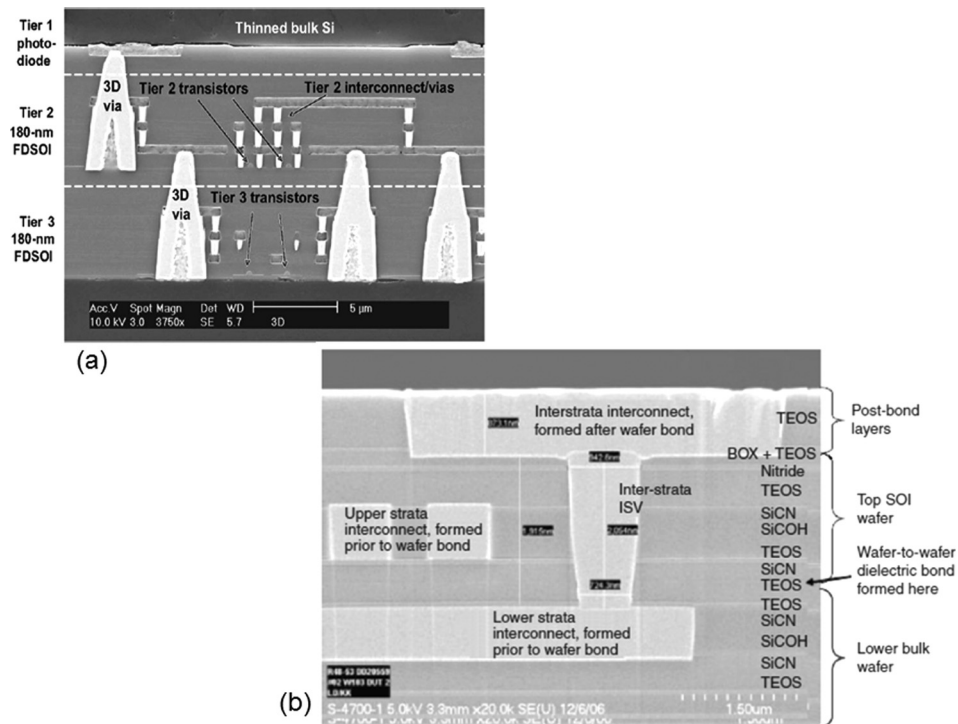 Tier 1
photo-
diode
Thinned bulk Si
3D
via
Tier 2 transistors
Tier 2 interconnect/vias
Tier 2
180-nm
FDSOI
3D
via
Tier 3 transistors
Tier 3
180-nm
FDSOI
Acc.V Spot Magn Det WD
10.0 kV 3.0 3750x SE 5.7 3D
5 µm
(a)
Interstrata interconnect,
formed after wafer bond
TEOS
Post-bond
layers
BOX + TEOS
Nitride
TEOS
Inter-strata
ISV
SiCN
SiCOH
Top SOI
wafer
Upper strata
interconnect, formed
prior to wafer bond
TEOS
SiCN
TEOS
Wafer-to-wafer
dielectric bond
formed here
TEOS
SiCN
Lower strata
interconnect, formed
prior to wafer bond
SiCOH
Lower bulk
wafer
SiCN
TEOS
(b)
S-4700-1 5.0kV 3.3mm x20.0k SE(U) 12/6/06
1.50um